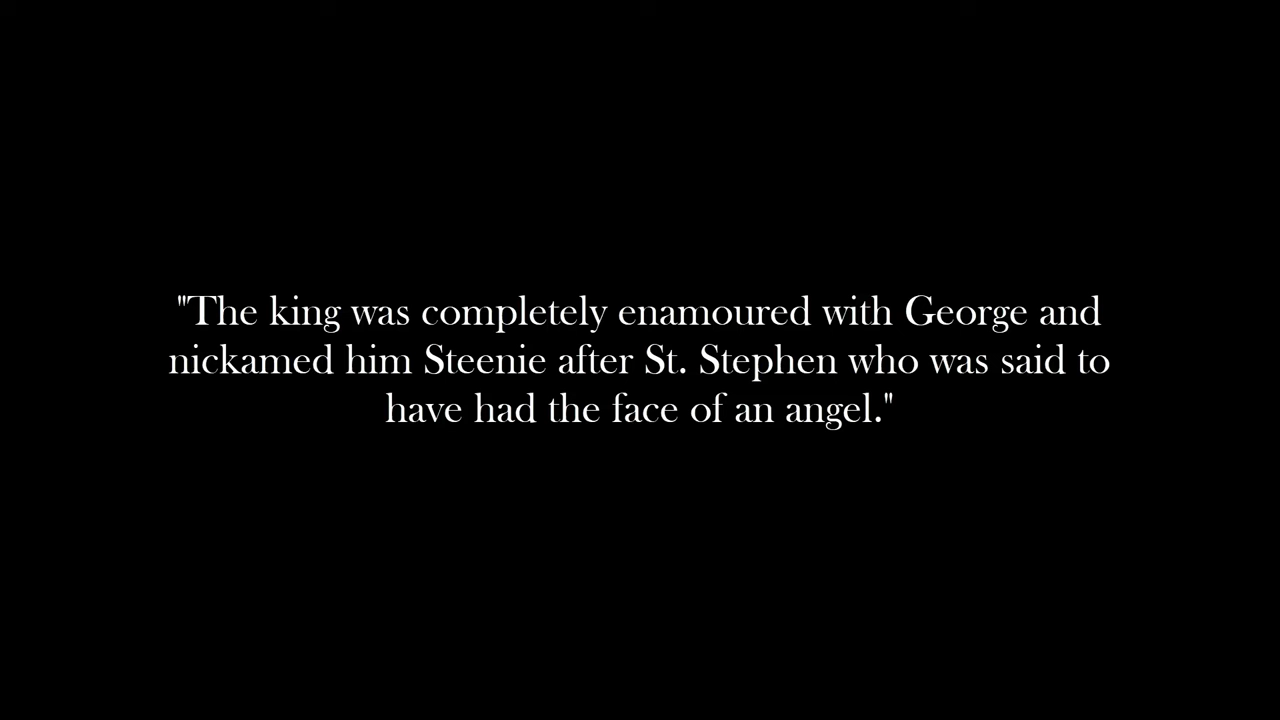 "The king was completely enamoured with George and
nickamed him Steenie after St. Stephen who was said to
have had the face of an angel."